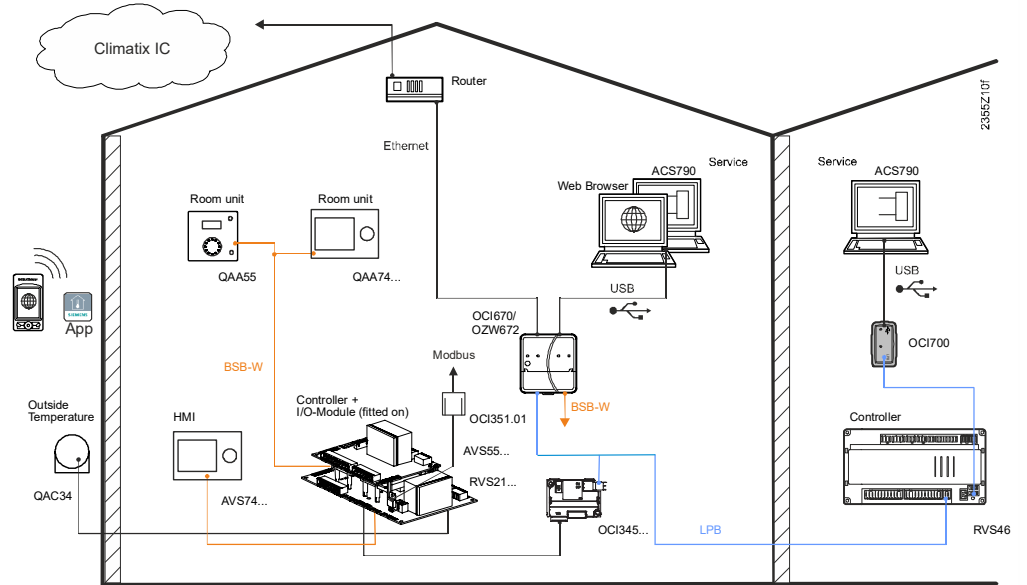 Climatix IC
Router
2355Z10f
Ethernet
Service
ACS790
Web Browser
Service
ACS790
Room unit
Room unit
QAA55
QAA74...
USB
USB
App
OCI670/
OZW672
OCI700
Modbus
BSB-W
Controller +
I/O-Module (fitted on)
OCI351.01
BSB-W
Outside
Temperature
HMI
Controller
AVS55...
RVS21...
QAC34
AVS74...
OCI345...
LPB
RVS46